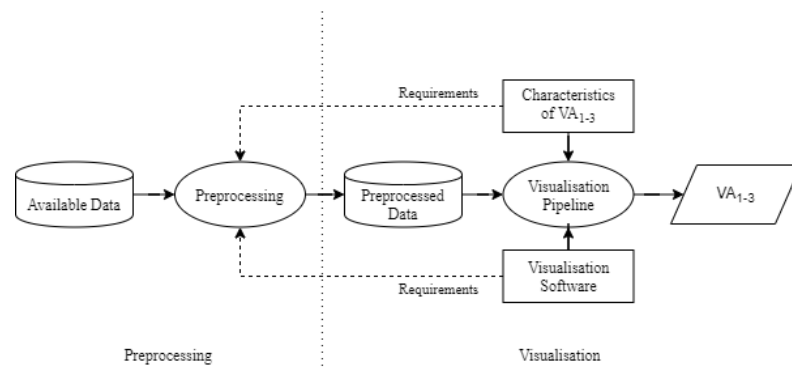 Requirements
Characteristics
of VA1-3
Available Data
Preprocessing
Preprocessed
Data
Visualisation
Pipeline
VA1-3
Requirements
Visualisation
Software
Preprocessing
Visualisation